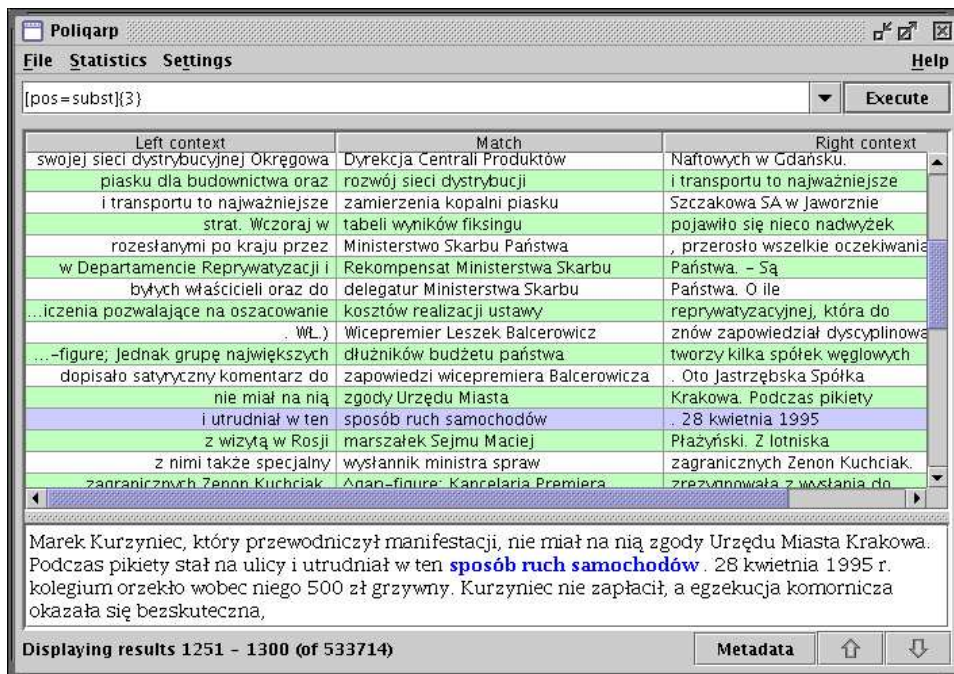 Poliqarp
File Statistics Settings Help
[pos=subst]{3} Execute
Left context Match Right context
swojej sieci dystrybucyjnej Okręgowa Dyrekcja Centrali Produktów Naftowych w Gdańsku.
piasku dla budownictwa oraz rozwój sieci dystrybucji i transportu to najważniejsze
i transportu to najważniejsze zamierzenia kopalni piasku Szczakowa SA w Jaworznie
strat. Wczoraj w tabeli wyników fiksingu pojawiło się nieco nadwyżek
rozesłanymi po kraju przez Ministerstwo Skarbu Państwa , przerosło wszelkie oczekiwania
w Departamencie Reprywatyzacji i Rekompensat Ministerstwa Skarbu Państwa. – Są
byłych właścicieli oraz do delegatur Ministerstwa Skarbu Państwa. O ile
...iczenia pozwalające na oszacowanie kosztów realizacji ustawy reprywatyzacyjnej, która do
. WŁ.) Wicepremier Leszek Balcerowicz znów zapowiedział dyscyplinowa
...–figure; Jednak grupę największych dłużników budżetu państwa tworzy kilka spółek węglowych
dopisało satyryczny komentarz do zapowiedzi wicepremiera Balcerowicza . Oto Jastrzębska Spółka
nie miał na nią zgody Urzędu Miasta Krakowa. Podczas pikiety
i utrudniał w ten sposób ruch samochodów . 28 kwietnia 1995
z wizytą w Rosji marszałek Sejmu Maciej Płażyński. Z lotniska
z nimi także specjalny wysłannik ministra spraw zagranicznych Zenon Kuchciak.
zagranicznych Zenon Kuchciak. ^gap–figure; Kancelaria Premiera zrezygnowała z wysłania do
Marek Kurzyniec, który przewodniczył manifestacji, nie miał na nią zgody Urzędu Miasta Krakowa.
Podczas pikiety stał na ulicy i utrudniał w ten sposób ruch samochodów . 28 kwietnia 1995 r.
kolegium orzekło wobec niego 500 zł grzywny. Kurzyniec nie zapłacił, a egzekucja komornicza
okazała się bezskuteczna,
Displaying results 1251 – 1300 (of 533714) Metadata